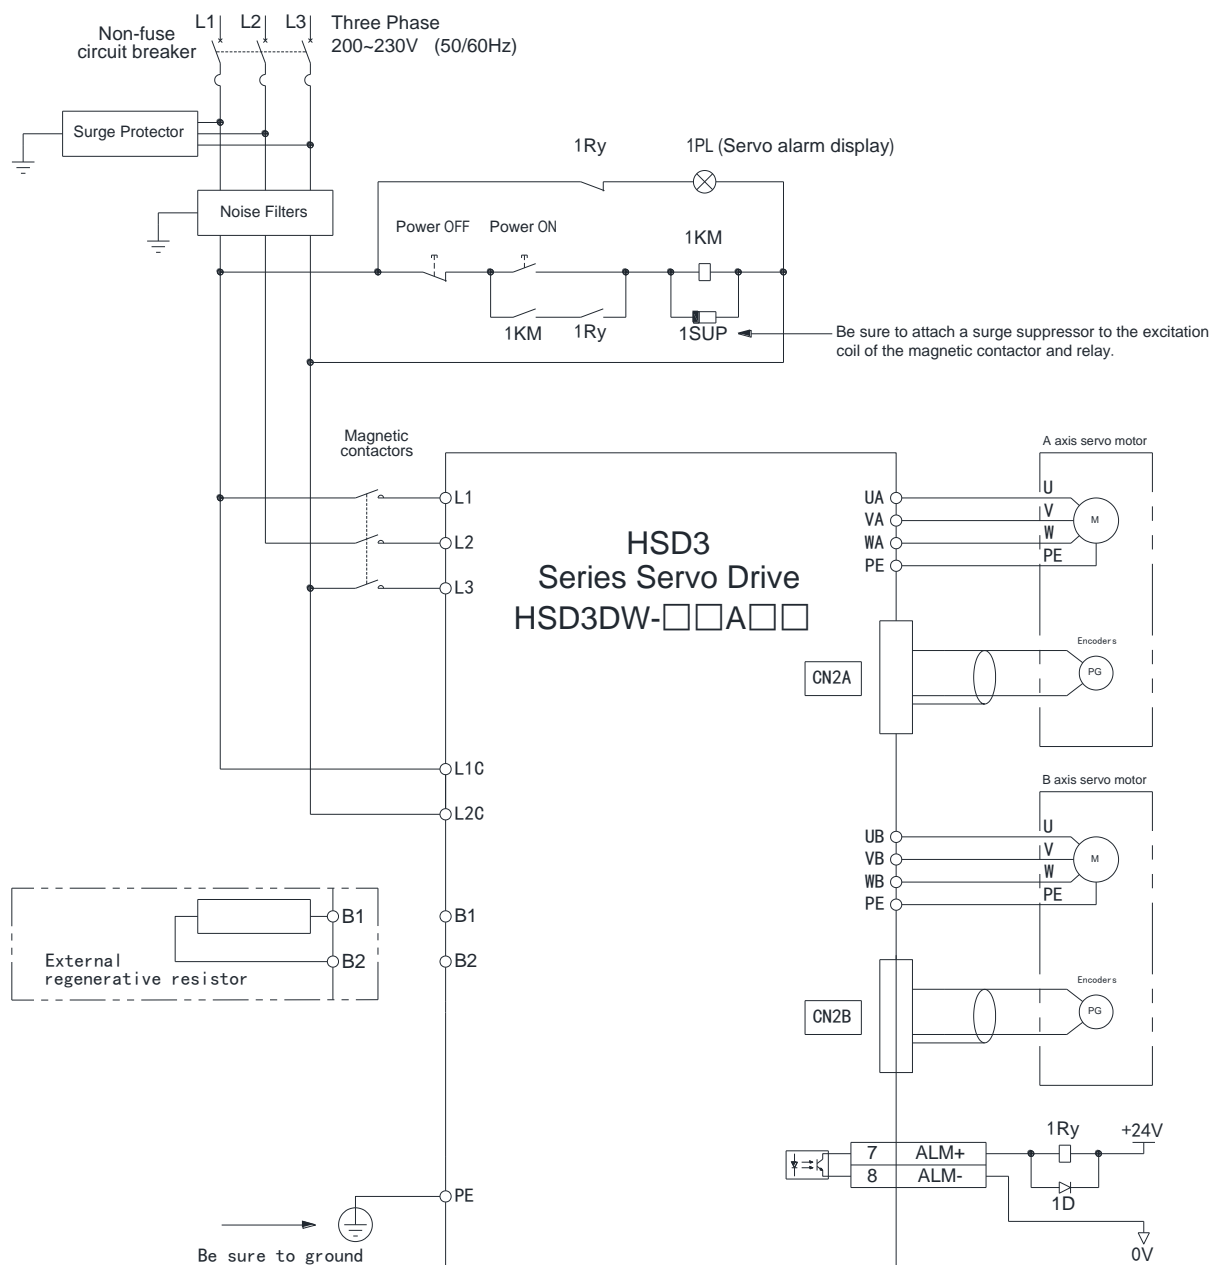 L1 L2 L3 Three Phase
Non-fuse
circuit breaker
200~230V (50/60Hz)
Surge Protector
1Ry 1PL (Servo alarm display)
Noise Filters
Power OFF Power ON
1KM
1KM 1Ry 1SUP
Be sure to attach a surge suppressor to the excitation
coil of the magnetic contactor and relay.
Magnetic
contactors
A axis servo motor
L1
L2
L3
HSD3
Series Servo Drive
HSD3DW-□□A□□
UA U
VA V
WA W
PE PE
M
Encoders
CN2A
PG
L1C
L2C
B axis servo motor
UB U
VB V
WB W
PE PE
M
B1 B1
B2 B2
External
regenerative resistor
Encoders
CN2B
PG
1Ry +24V
7 ALM+
8 ALM-
1D
0V
PE
Be sure to ground